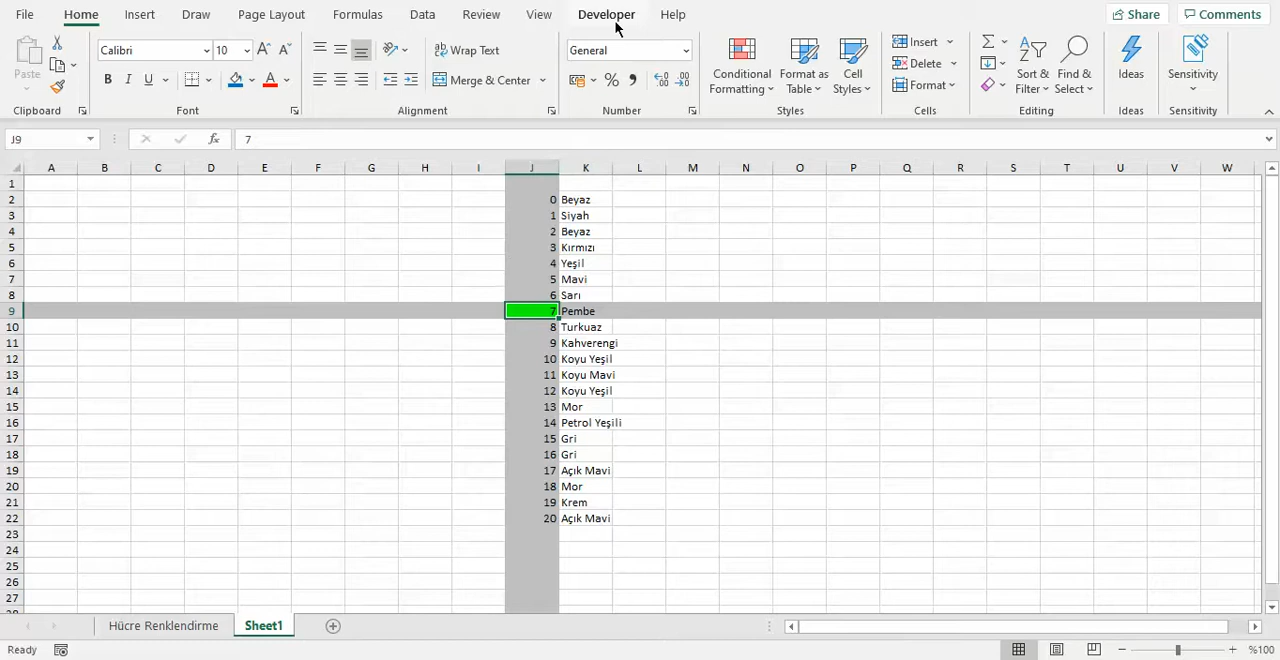 File Home Insert Draw Page Layout Formulas Data Review View Developer Help Share Comments
Calibri 10 Wrap Text General Insert
Paste Conditional Format as Cell Delete Sort & Find & Ideas Sensitivity
B I U A Merge & Center % Formatting Table Styles Format Filter Select
Clipboard Font Alignment Number Styles Cells Editing Ideas Sensitivity
J9 fx 7
A B C D E F G H I J K L M N O P Q R S T U V W
1
2 0 Beyaz
3 1 Siyah
4 2 Beyaz
5 3 Kırmızı
6 4 Yeşil
7 5 Mavi
8 6 Sarı
9 7 Pembe
10 8 Turkuaz
11 9 Kahverengi
12 10 Koyu Yeşil
13 11 Koyu Mavi
14 12 Koyu Yeşil
15 13 Mor
16 14 Petrol Yeşili
17 15 Gri
18 16 Gri
19 17 Açık Mavi
20 18 Mor
21 19 Krem
22 20 Açık Mavi
23
24
25
26
27
28
Hücre Renklendirme Sheet1
Ready %100